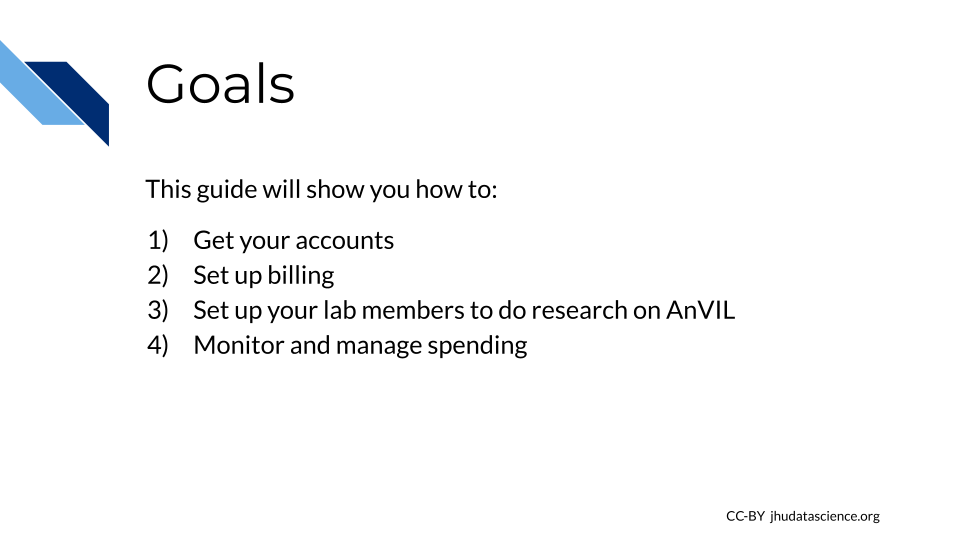 Goals
This guide will show you how to:
1) Get your accounts
2) Set up billing
3) Set up your lab members to do research on AnVIL
4) Monitor and manage spending
CC-BY jhudatascience.org